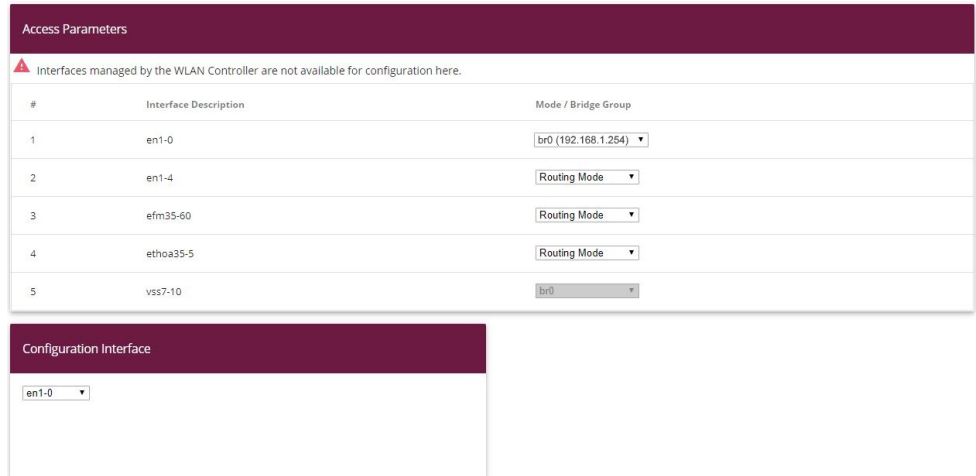 Access Parameters
Interfaces managed by the WLAN Controller are not available for configuration here.
# Interface Description Mode / Bridge Group
1 en1-0 br0 (192.168.1.254)
2 en1-4 Routing Mode
3 efm35-60 Routing Mode
4 ethoa35-5 Routing Mode
5 vss7-10 br0
Configuration Interface
en1-0